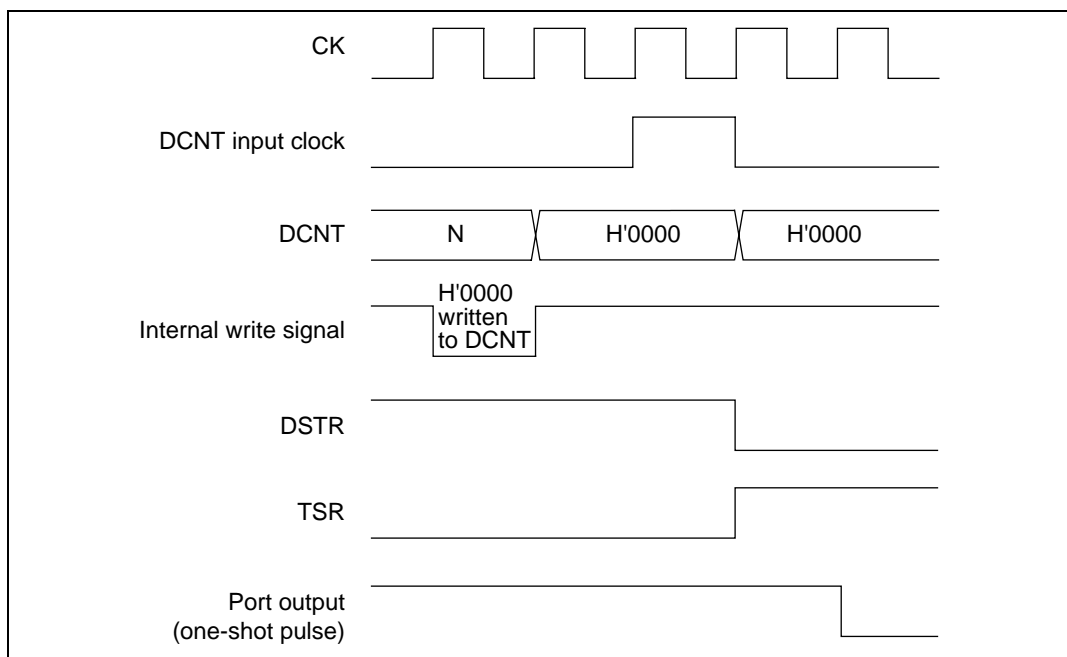 CK
DCNT input clock
DCNT
N
H'0000
H'0000
Internal write signal
H'0000
written
to DCNT
DSTR
TSR
Port output
(one-shot pulse)